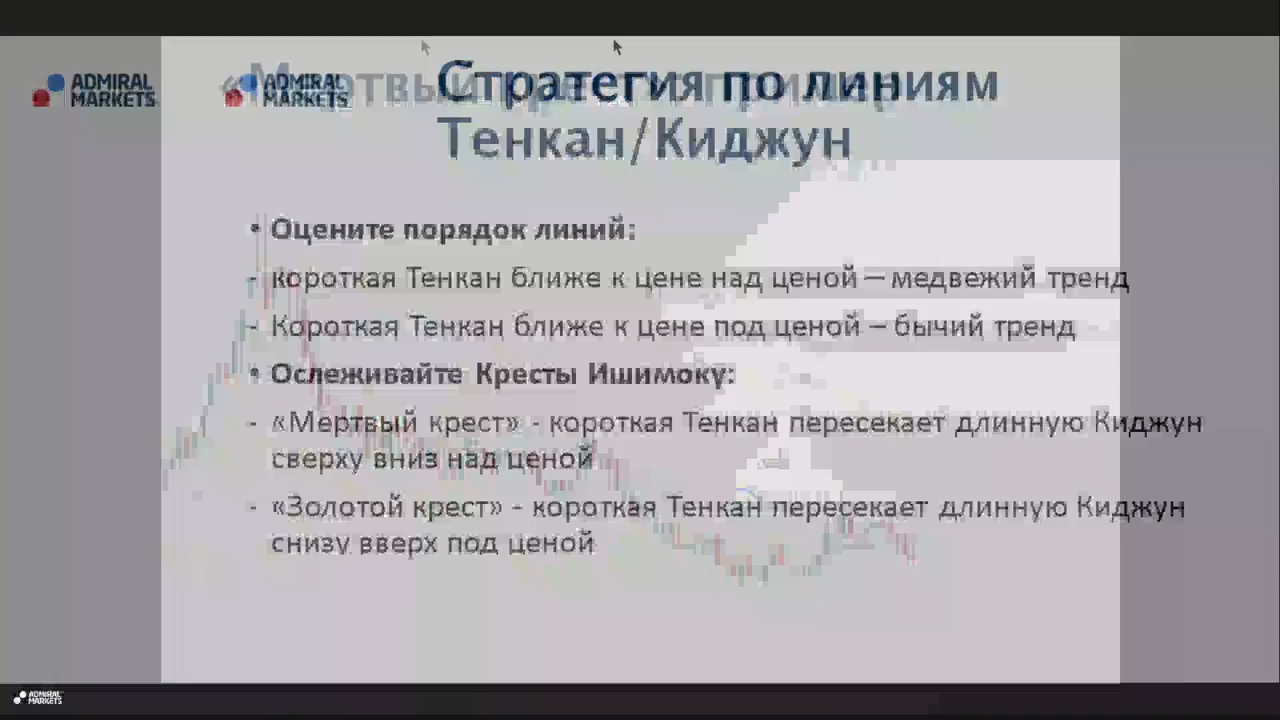 ADMIRAL
MARKETS
ADMIRAL
MARKETS
Стратегия по линиям
Тенкан/Киджун
• Оцените порядок линий:
- короткая Тенкан ближе к цене над ценой – медвежий тренд
- Короткая Тенкан ближе к цене под ценой – бычий тренд
• Ослеживайте Кресты Ишимоку:
- «Мертвый крест» - короткая Тенкан пересекает длинную Киджун
сверху вниз над ценой
- «Золотой крест» - короткая Тенкан пересекает длинную Киджун
снизу вверх под ценой
ADMIRAL
MARKETS